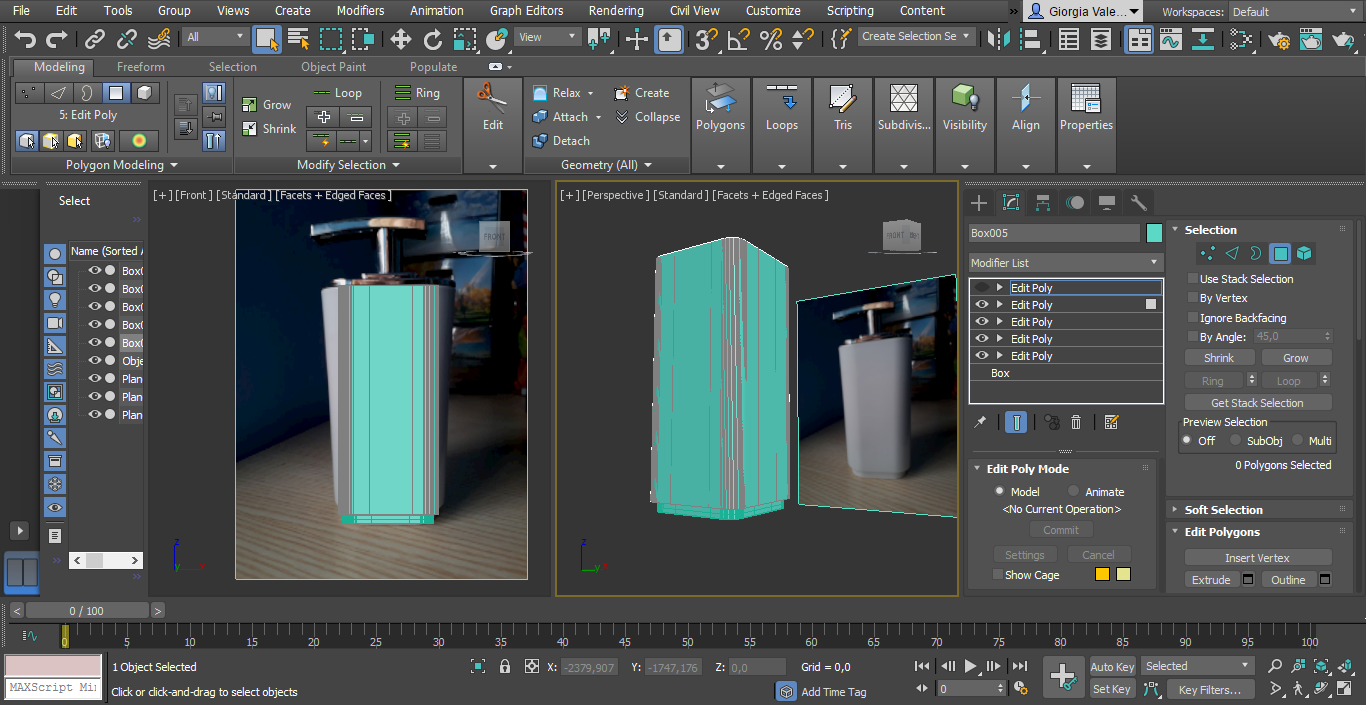 File Edit Tools Group Views Create Modifiers Animation Graph Editors Rendering Civil View Customize Scripting Content » Giorgia Vale... Workspaces: Default
All View 3 Create Selection Se
Modeling Freeform Selection Object Paint Populate
5: Edit Poly
Polygon Modeling
Grow
Shrink
Loop
Ring
Modify Selection
Edit
Relax
Attach
Detach
Create
Collapse
Geometry (All)
Polygons
Loops
Tris
Subdivis...
Visibility
Align
Properties
Select
Name (Sorted A
Box0
Box0
Box0
Box0
Box0
Obje
Plan
Plan
Plan
[+] [Front] [Standard] [Facets + Edged Faces]
FRONT
[+] [Perspective] [Standard] [Facets + Edged Faces]
FRONT
z
y
x
z
y
x
Box005
Modifier List
Edit Poly
Edit Poly
Edit Poly
Edit Poly
Edit Poly
Box
Edit Poly Mode
Model Animate
<No Current Operation>
Commit
Settings Cancel
Show Cage
Selection
Use Stack Selection
By Vertex
Ignore Backfacing
By Angle: 45,0
Shrink Grow
Ring Loop
Get Stack Selection
Preview Selection
Off SubObj Multi
0 Polygons Selected
Soft Selection
Edit Polygons
Insert Vertex
Extrude Outline
< 0 / 100 >
0 5 10 15 20 25 30 35 40 45 50 55 60 65 70 75 80 85 90 95 100
1 Object Selected
X: -2379,907 Y: -1747,176 Z: 0,0 Grid = 0,0
Auto Key Selected
MAXScript Mi
Click or click-and-drag to select objects
Add Time Tag
0
Set Key Key Filters...